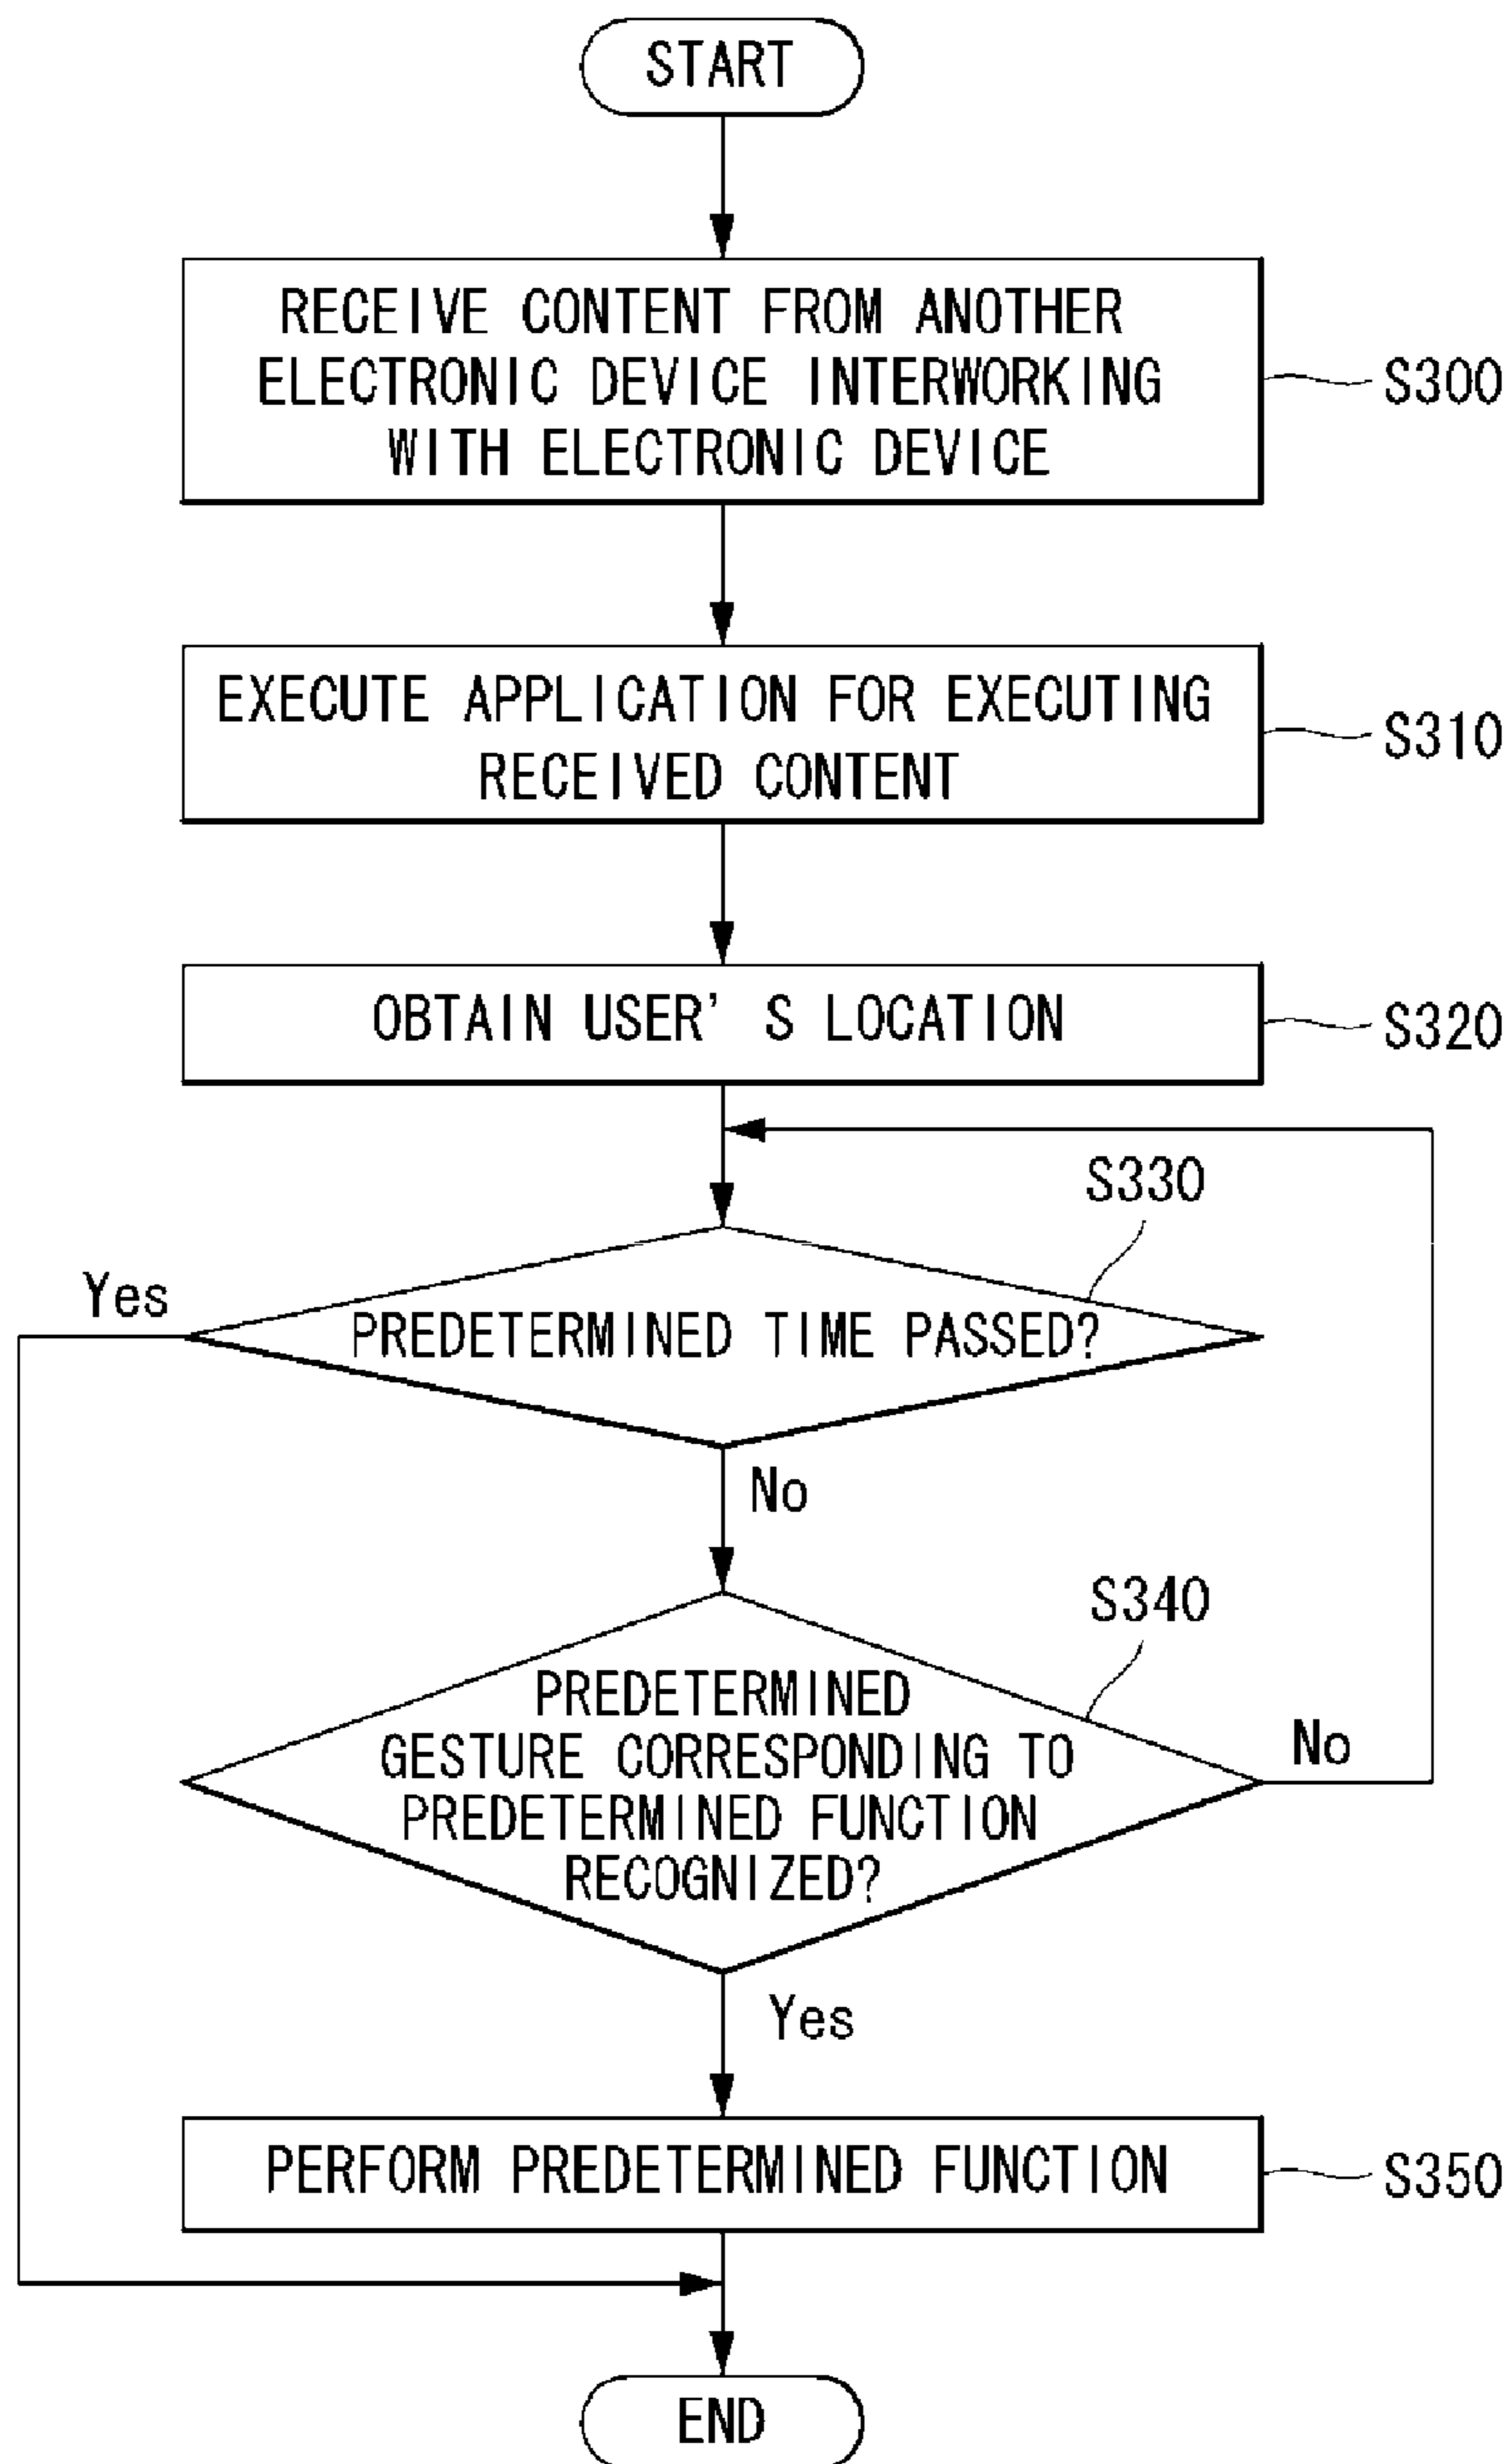 START
RECEIVE CONTENT FROM ANOTHER
ELECTRONIC DEVICE INTERWORKING
WITH ELECTRONIC DEVICE
S300
EXECUTE APPLICATION FOR EXECUTING
RECEIVED CONTENT
S310
OBTAIN USER'S LOCATION
S320
S330
Yes
PREDETERMINED TIME PASSED?
No
S340
PREDETERMINED
GESTURE CORRESPONDING TO
PREDETERMINED FUNCTION
RECOGNIZED?
No
Yes
PERFORM PREDETERMINED FUNCTION
S350
END